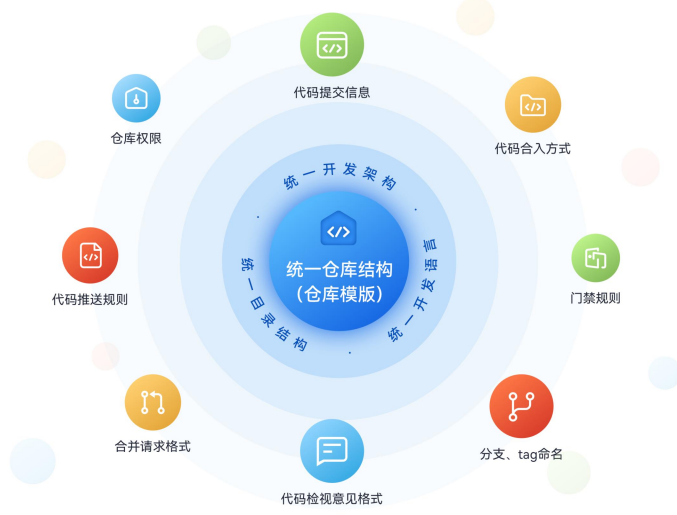 代码提交信息
仓库权限
代码合入方式
统一开发架构
统一仓库结构
（仓库模版）
统一目录结构
统一开发语言
代码推送规则
门禁规则
合并请求格式
分支、tag命名
代码检视意见格式